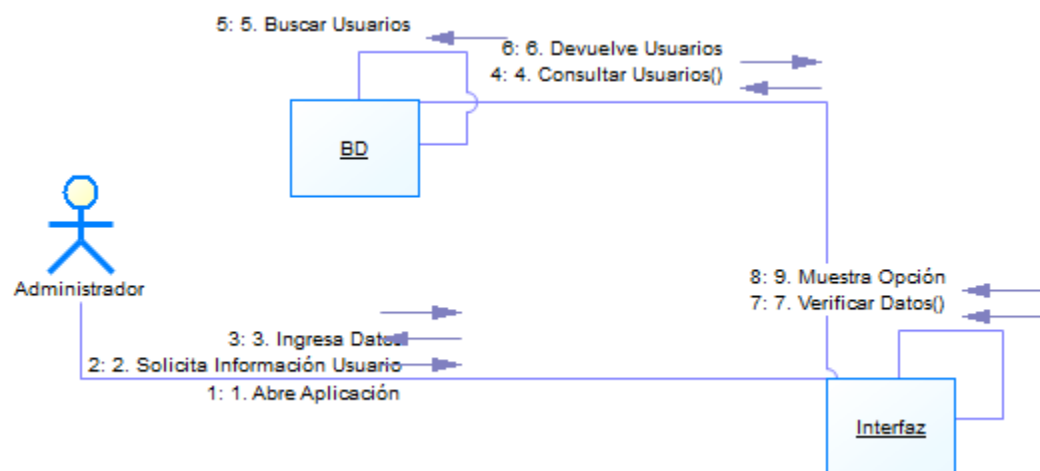 5: 5. Buscar Usuarios
6: 6. Devuelve Usuarios
4: 4. Consultar Usuarios()
BD
Administrador
8: 9. Muestra Opción
7: 7. Verificar Datos()
3: 3. Ingresa Datos
2: 2. Solicita Información Usuario
1: 1. Abre Aplicación
Interfaz